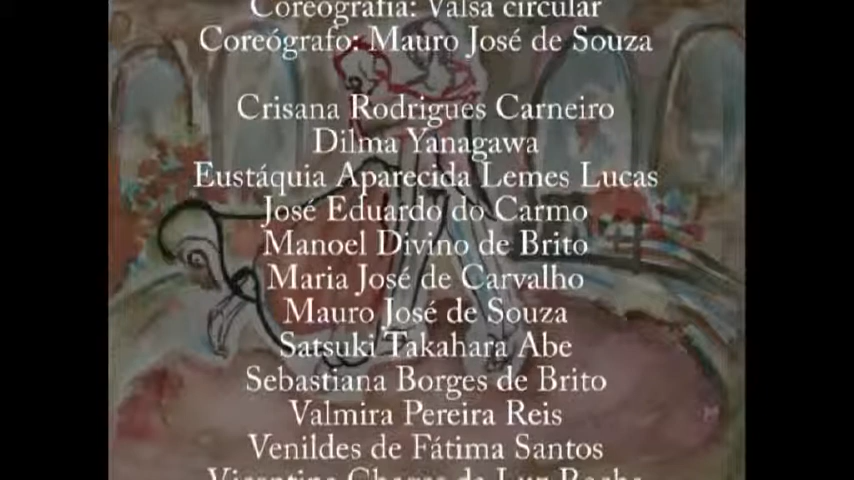 Coreografia: Valsa circular
Coreógrafo: Mauro José de Souza
Crisana Rodrigues Carneiro
Dilma Yanagawa
Eustáquia Aparecida Lemes Lucas
José Eduardo do Carmo
Manoel Divino de Brito
Maria José de Carvalho
Mauro José de Souza
Satsuki Takahara Abe
Sebastiana Borges de Brito
Valmira Pereira Reis
Venildes de Fátima Santos